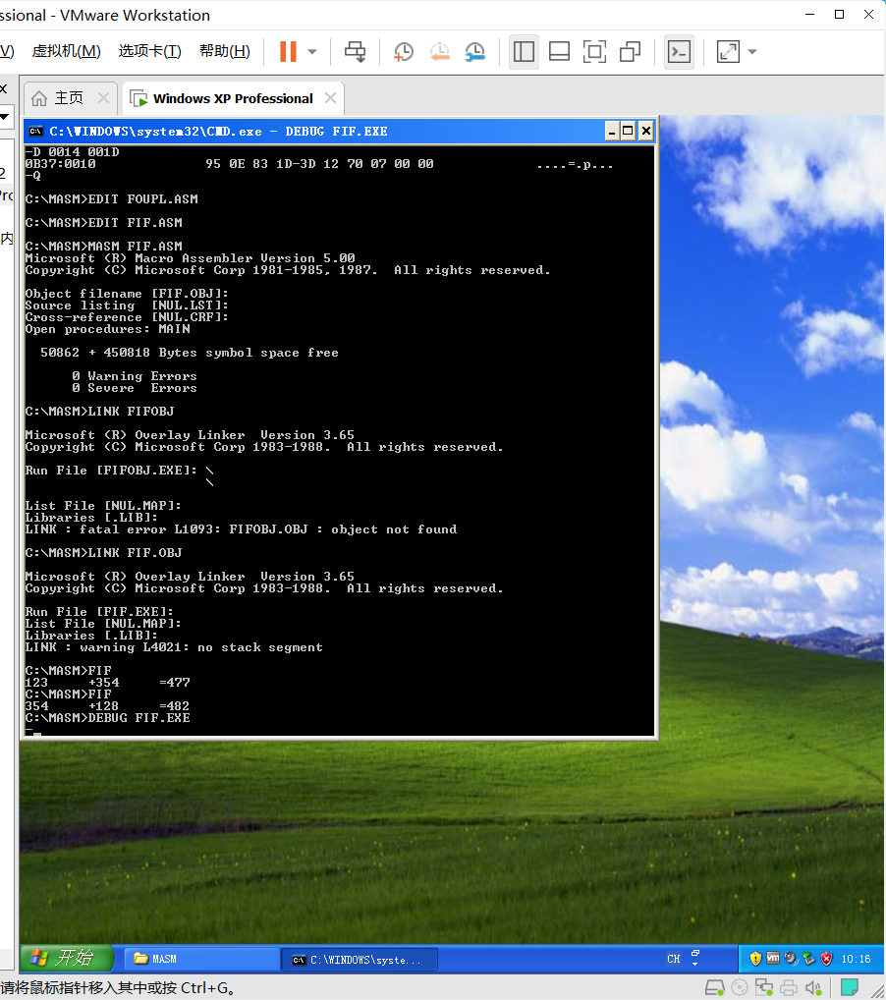 ssional - VMware Workstation
V) 虚拟机(M) 选项卡(T) 帮助(H)
主页 Windows XP Professional
C:\WINDOWS\system32\CMD.exe - DEBUG FIF.EXE
-D 0014 001D
0B37:0010 95 0E 83 1D-3D 12 70 07 00 00 ....=.p...
-Q
C:\MASM>EDIT FOUPL.ASM
C:\MASM>EDIT FIF.ASM
C:\MASM>MASM FIF.ASM
Microsoft (R) Macro Assembler Version 5.00
Copyright (C) Microsoft Corp 1981-1985, 1987.  All rights reserved.
Object filename [FIF.OBJ]:
Source listing  [NUL.LST]:
Cross-reference [NUL.CRF]:
Open procedures: MAIN
50862 + 450818 Bytes symbol space free
0 Warning Errors
0 Severe  Errors
C:\MASM>LINK FIFOBJ
Microsoft (R) Overlay Linker  Version 3.65
Copyright (C) Microsoft Corp 1983-1988.  All rights reserved.
Run File [FIFOBJ.EXE]: \
\
List File [NUL.MAP]:
Libraries [.LIB]:
LINK : fatal error L1093: FIFOBJ.OBJ : object not found
C:\MASM>LINK FIF.OBJ
Microsoft (R) Overlay Linker  Version 3.65
Copyright (C) Microsoft Corp 1983-1988.  All rights reserved.
Run File [FIF.EXE]:
List File [NUL.MAP]:
Libraries [.LIB]:
LINK : warning L4021: no stack segment
C:\MASM>FIF
123 +354 =477
C:\MASM>FIF
354 +128 =482
C:\MASM>DEBUG FIF.EXE
-_
2
Pro
内
开始 MASM C:\WINDOWS\syste... CH 10:16
请将鼠标指针移入其中或按 Ctrl+G。